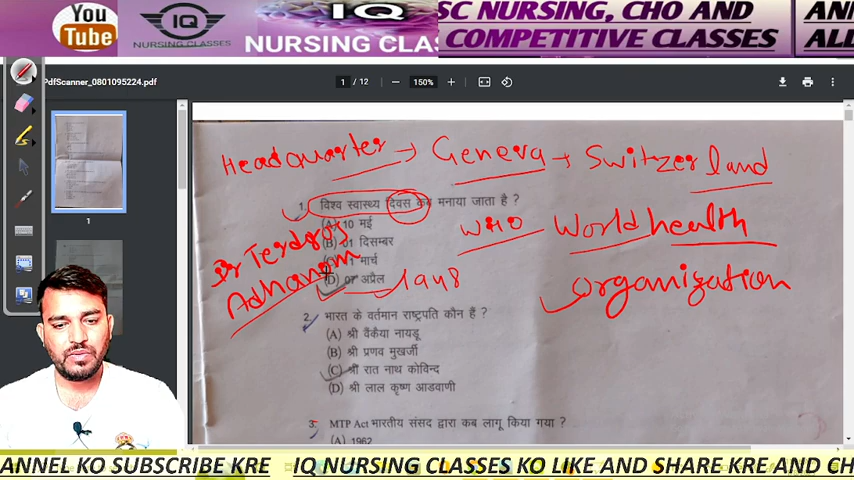 You
Tube
IQ
NURSING CLASSES
IQ
NURSING CLAS
SC NURSING, CHO AND
COMPETITIVE CLASSES
ANN
ALL
PdfScanner_0801095224.pdf
1 / 12
150%
1
Headquarter → Geneva → Switzerland
1. विश्व स्वास्थ्य दिवस कब मनाया जाता है ?
(A) 10 मई
WHO World health
(B) 01 दिसम्बर
Dr Terdros
(C) 11 मार्च
Adhanom
(D) 07 अप्रैल
1948
organization
2. भारत के वर्तमान राष्ट्रपति कौन है ?
(A) श्री वैंकैया नायडू
(B) श्री प्रणव मुखर्जी
(C) श्री रात नाथ कोविन्द
(D) श्री लाल कृष्ण आडवाणी
3. MTP Act भारतीय संसद द्वारा कब लागू किया गया ?
(A) 1962
ANNEL KO SUBSCRIBE KRE IQ NURSING CLASSES KO LIKE AND SHARE KRE AND CH